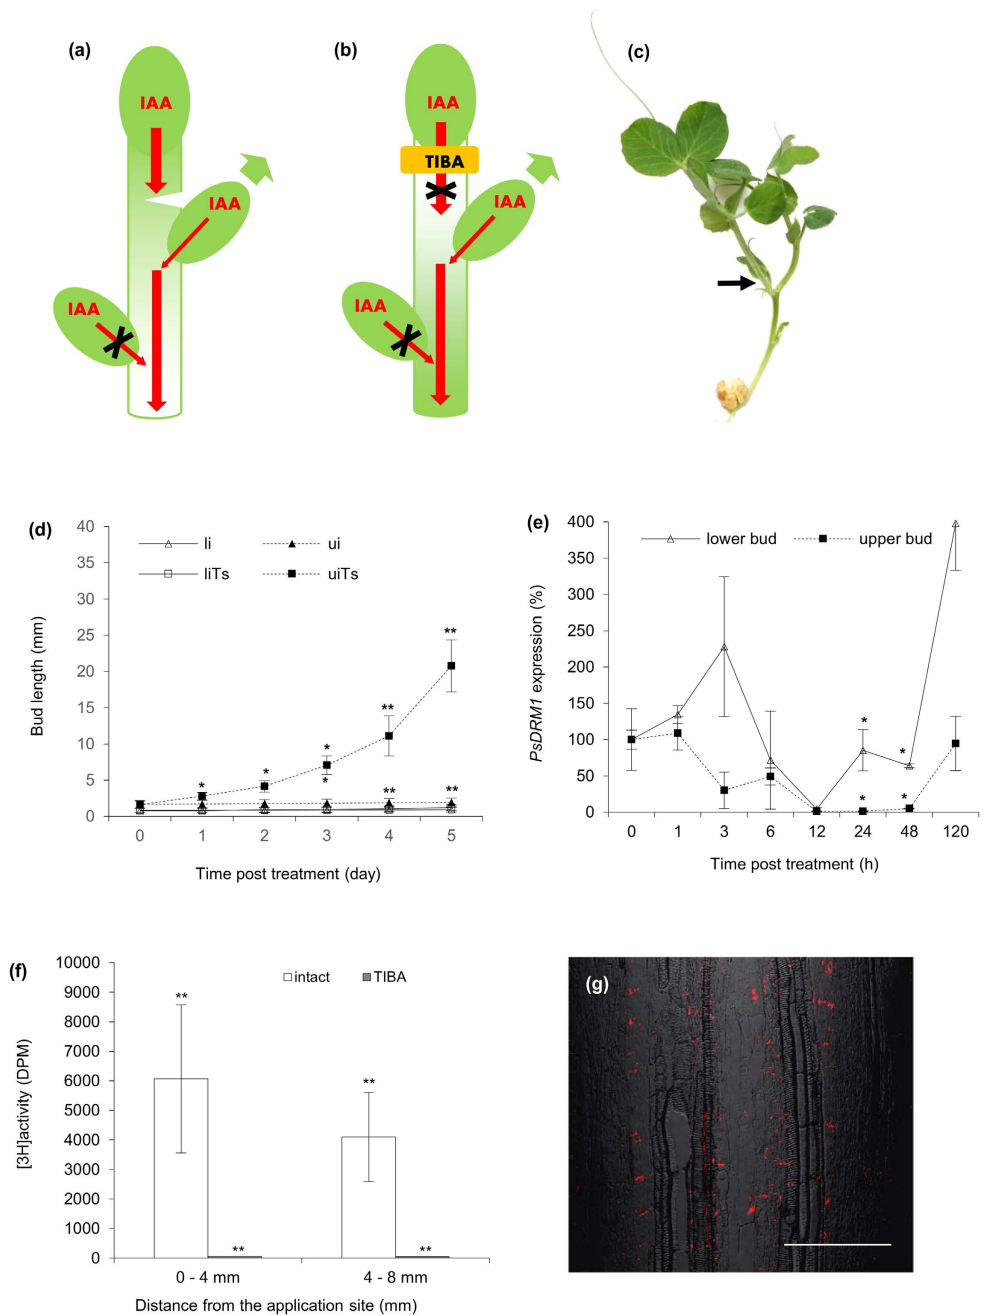 (a)
IAA
IAA
IAA
(b)
IAA
TIBA
IAA
IAA
(c)
(d)
Bud length (mm)
40
35
30
25
20
15
10
5
0
li
ui
liTs
uiTs
*
*
*
*
**
**
**
**
0 1 2 3 4 5
Time post treatment (day)
(e)
PsDRM1 expression (%)
400
350
300
250
200
150
100
50
0
lower bud
upper bud
*
*
*
*
0 1 3 6 12 24 48 120
Time post treatment (h)
(f)
[3H]activity (DPM)
10000
9000
8000
7000
6000
5000
4000
3000
2000
1000
0
intact
TIBA
**
**
**
**
0 - 4 mm 4 - 8 mm
Distance from the application site (mm)
(g)